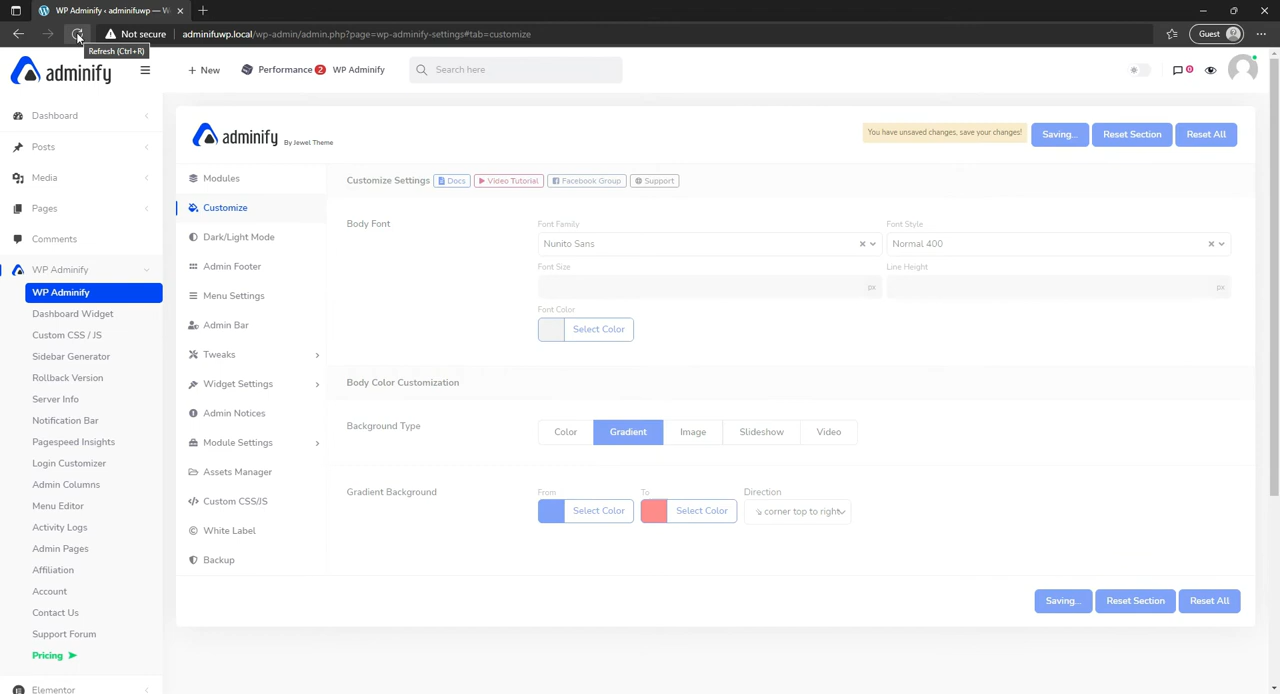 WP Adminify ‹ adminifuwp — W
Not secure
adminifuwp.local/wp-admin/admin.php?page=wp-adminify-settings#tab=customize
Guest
Refresh (Ctrl+R)
adminify
New
Performance 2
WP Adminify
Search here
0
Dashboard
Posts
Media
Pages
Comments
WP Adminify
WP Adminify
Dashboard Widget
Custom CSS / JS
Sidebar Generator
Rollback Version
Server Info
Notification Bar
Pagespeed Insights
Login Customizer
Admin Columns
Menu Editor
Activity Logs
Admin Pages
Affiliation
Account
Contact Us
Support Forum
Pricing ➤
Elementor
adminify By Jewel Theme
You have unsaved changes, save your changes!
Saving...
Reset Section
Reset All
Modules
Customize
Dark/Light Mode
Admin Footer
Menu Settings
Admin Bar
Tweaks
Widget Settings
Admin Notices
Module Settings
Assets Manager
Custom CSS/JS
White Label
Backup
Customize Settings Docs Video Tutorial Facebook Group Support
Body Font
Font Family
Nunito Sans
Font Style
Normal 400
Font Size
px
Line Height
px
Font Color
Select Color
Body Color Customization
Background Type
Color Gradient Image Slideshow Video
Gradient Background
From
Select Color
To
Select Color
Direction
⇘ corner top to right
Saving...
Reset Section
Reset All